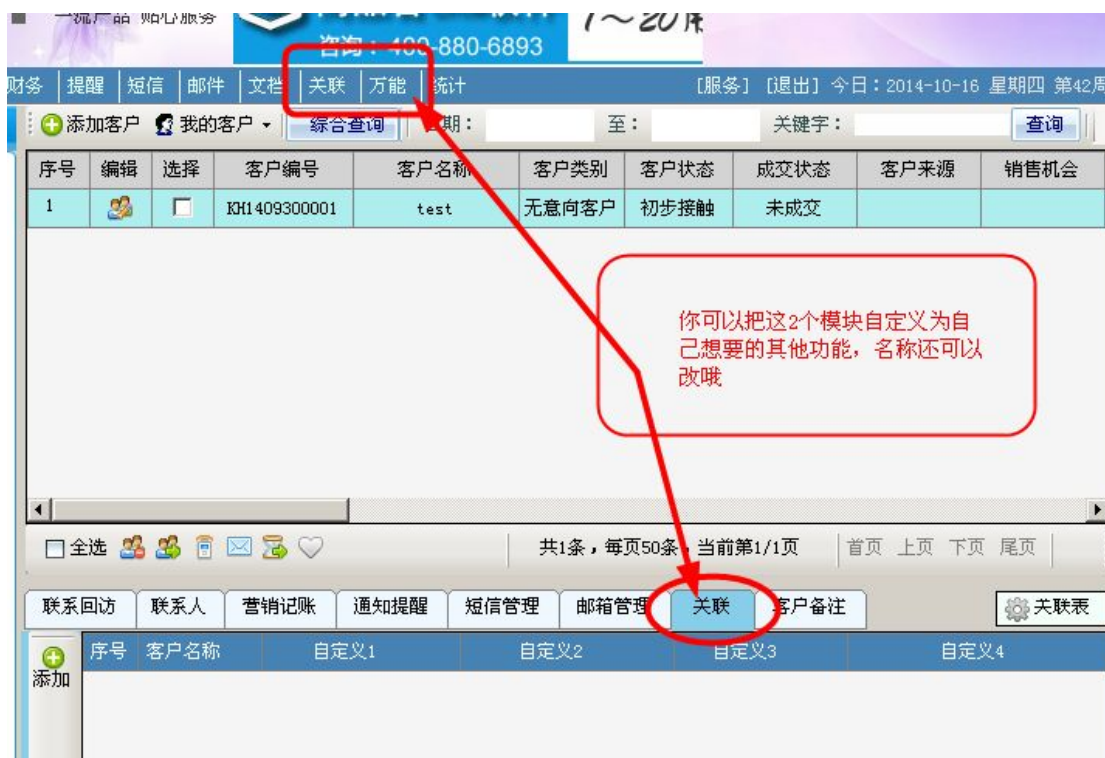 一流产品 贴心服务
咨询：400-880-6893
1～20用
财务 提醒 短信 邮件 文档 关联 万能 统计 [服务] [退出] 今日：2014-10-16 星期四 第42周
添加客户 我的客户 综合查询 日期： 至： 关键字： 查询
序号 编辑 选择 客户编号 客户名称 客户类别 客户状态 成交状态 客户来源 销售机会
1 KH1409300001 test 无意向客户 初步接触 未成交
你可以把这2个模块自定义为自
己想要的其他功能，名称还可以
改哦
全选 共1条，每页50条，当前第1/1页 首页 上页 下页 尾页
联系回访 联系人 营销记账 通知提醒 短信管理 邮箱管理 关联 客户备注 关联表
添加 序号 客户名称 自定义1 自定义2 自定义3 自定义4